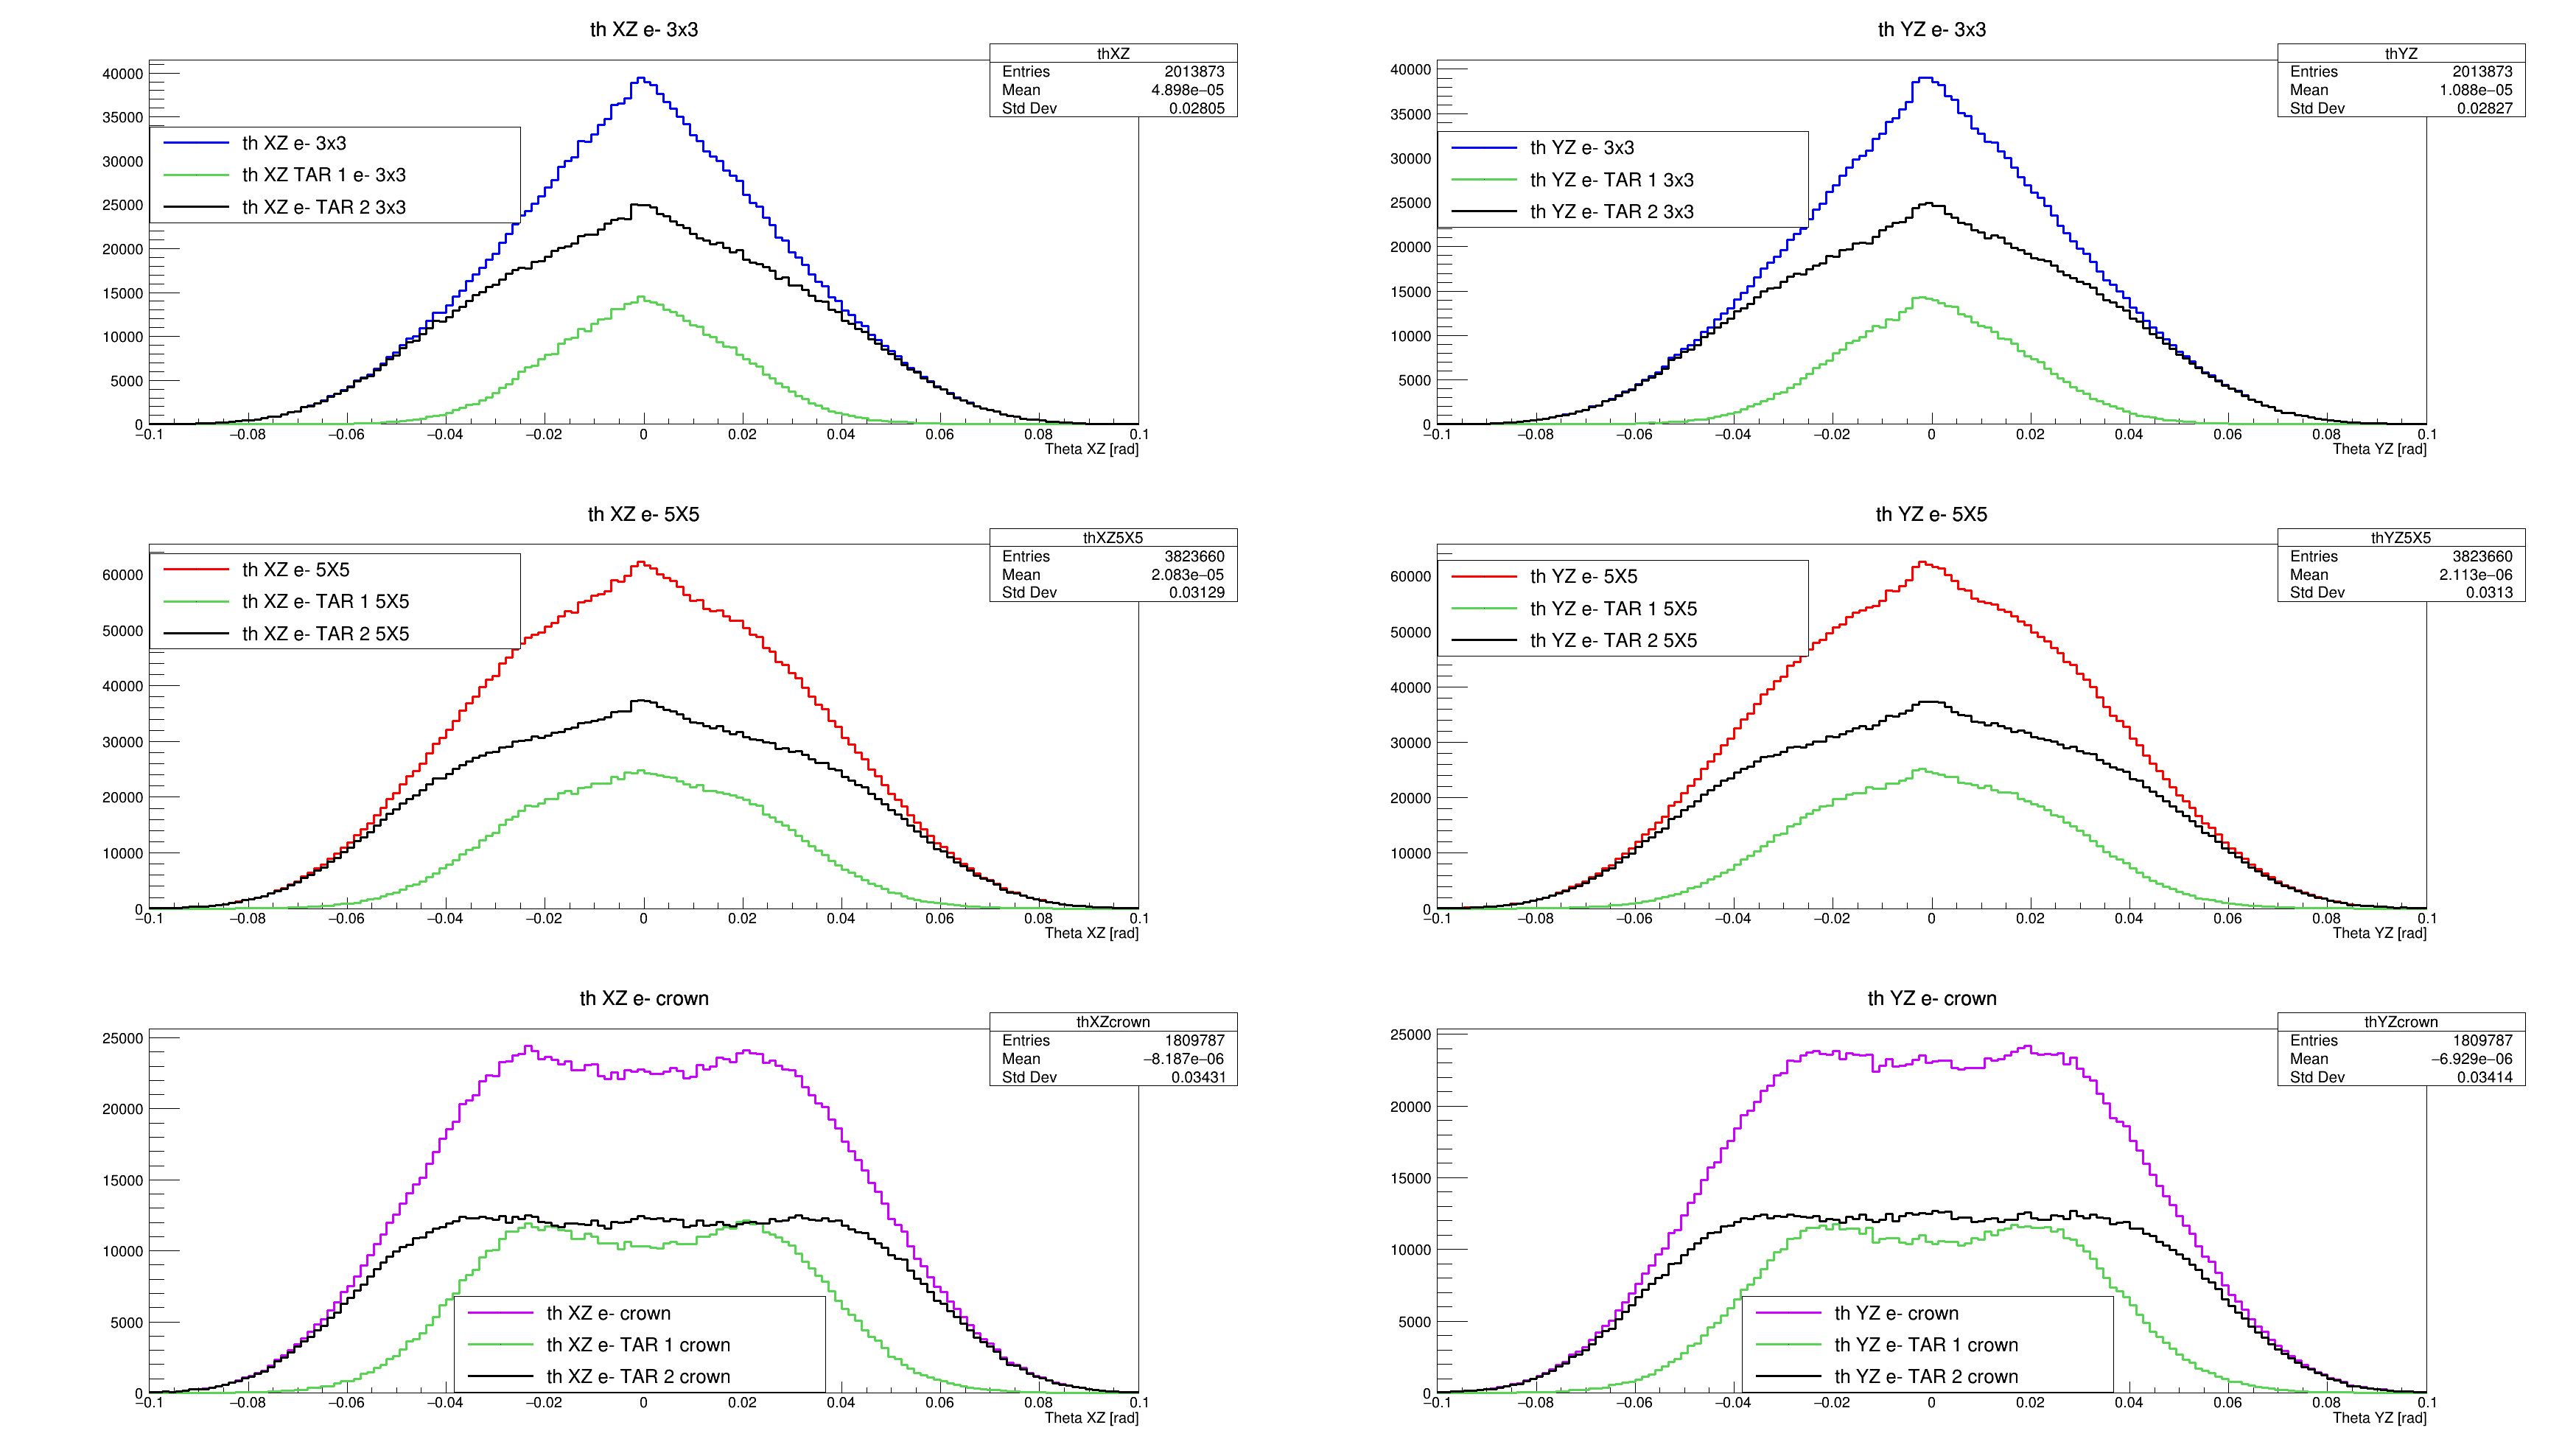 th XZ e- 3x3
thXZ
Entries 2013873
Mean 4.898e−05
Std Dev 0.02805
40000
35000
30000
25000
20000
15000
10000
5000
0
th XZ e- 3x3
th XZ TAR 1 e- 3x3
th XZ e- TAR 2 3x3
−0.1 −0.08 −0.06 −0.04 −0.02 0 0.02 0.04 0.06 0.08 0.1
Theta XZ [rad]
th YZ e- 3x3
thYZ
Entries 2013873
Mean 1.088e−05
Std Dev 0.02827
40000
35000
30000
25000
20000
15000
10000
5000
0
th YZ e- 3x3
th YZ e- TAR 1 3x3
th YZ e- TAR 2 3x3
−0.1 −0.08 −0.06 −0.04 −0.02 0 0.02 0.04 0.06 0.08 0.1
Theta YZ [rad]
th XZ e- 5X5
thXZ5X5
Entries 3823660
Mean 2.083e−05
Std Dev 0.03129
60000
50000
40000
30000
20000
10000
0
th XZ e- 5X5
th XZ e- TAR 1 5X5
th XZ e- TAR 2 5X5
−0.1 −0.08 −0.06 −0.04 −0.02 0 0.02 0.04 0.06 0.08 0.1
Theta XZ [rad]
th YZ e- 5X5
thYZ5X5
Entries 3823660
Mean 2.113e−06
Std Dev 0.0313
60000
50000
40000
30000
20000
10000
0
th YZ e- 5X5
th YZ e- TAR 1 5X5
th YZ e- TAR 2 5X5
−0.1 −0.08 −0.06 −0.04 −0.02 0 0.02 0.04 0.06 0.08 0.1
Theta YZ [rad]
th XZ e- crown
thXZcrown
Entries 1809787
Mean −8.187e−06
Std Dev 0.03431
25000
20000
15000
10000
5000
0
th XZ e- crown
th XZ e- TAR 1 crown
th XZ e- TAR 2 crown
−0.1 −0.08 −0.06 −0.04 −0.02 0 0.02 0.04 0.06 0.08 0.1
Theta XZ [rad]
th YZ e- crown
thYZcrown
Entries 1809787
Mean −6.929e−06
Std Dev 0.03414
25000
20000
15000
10000
5000
0
th YZ e- crown
th YZ e- TAR 1 crown
th YZ e- TAR 2 crown
−0.1 −0.08 −0.06 −0.04 −0.02 0 0.02 0.04 0.06 0.08 0.1
Theta YZ [rad]